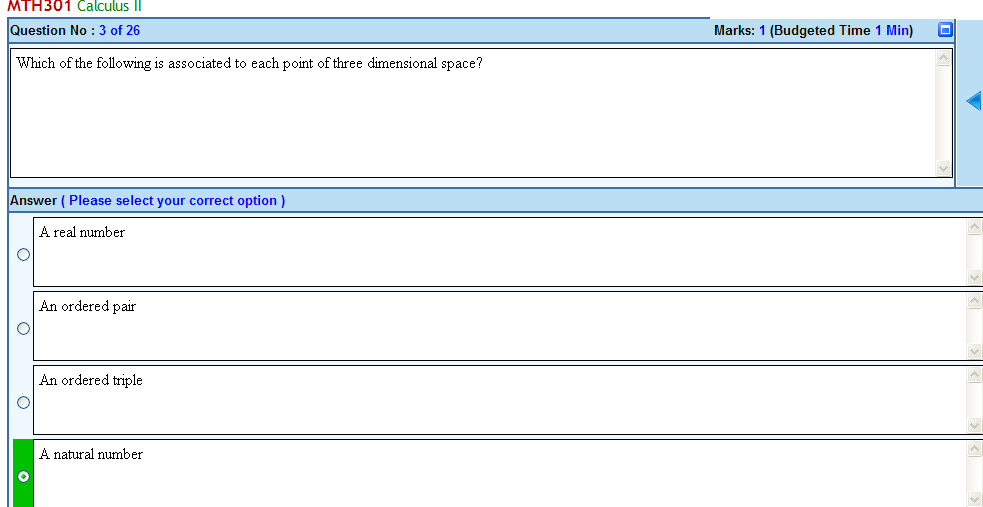 MTH301 Calculus II
Question No : 3 of 26 Marks: 1 (Budgeted Time 1 Min)
Which of the following is associated to each point of three dimensional space?
Answer ( Please select your correct option )
A real number
An ordered pair
An ordered triple
A natural number